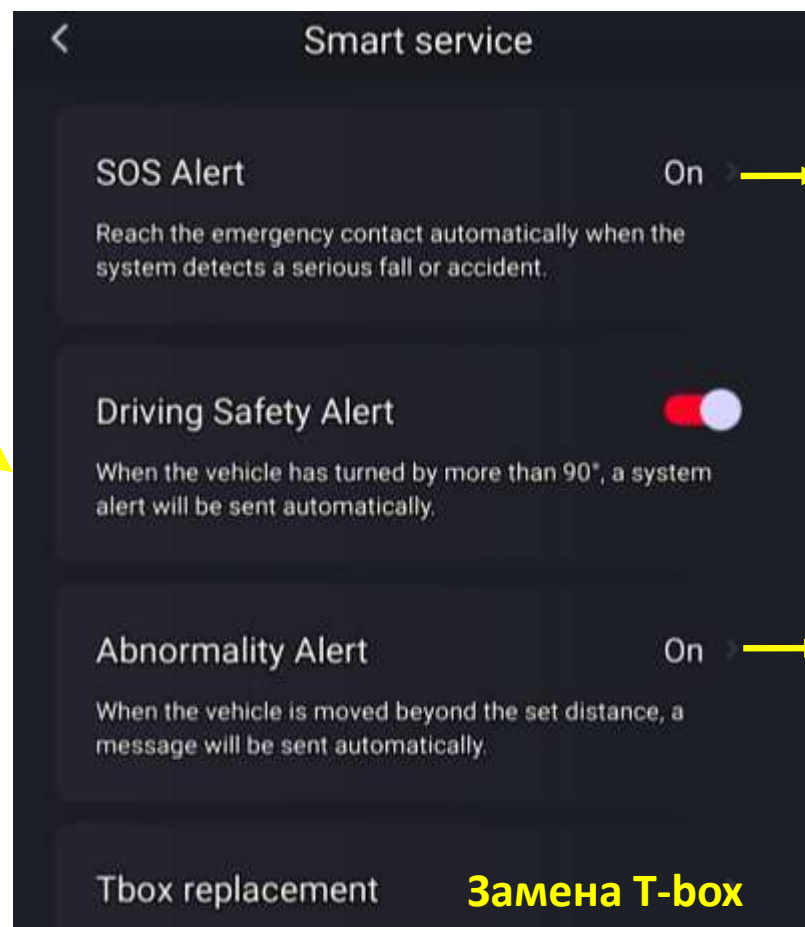 Smart service
SOS Alert On
Reach the emergency contact automatically when the
system detects a serious fall or accident.
Driving Safety Alert
When the vehicle has turned by more than 90°, a system
alert will be sent automatically.
Abnormality Alert On
When the vehicle is moved beyond the set distance, a
message will be sent automatically.
Tbox replacement Замена T-box